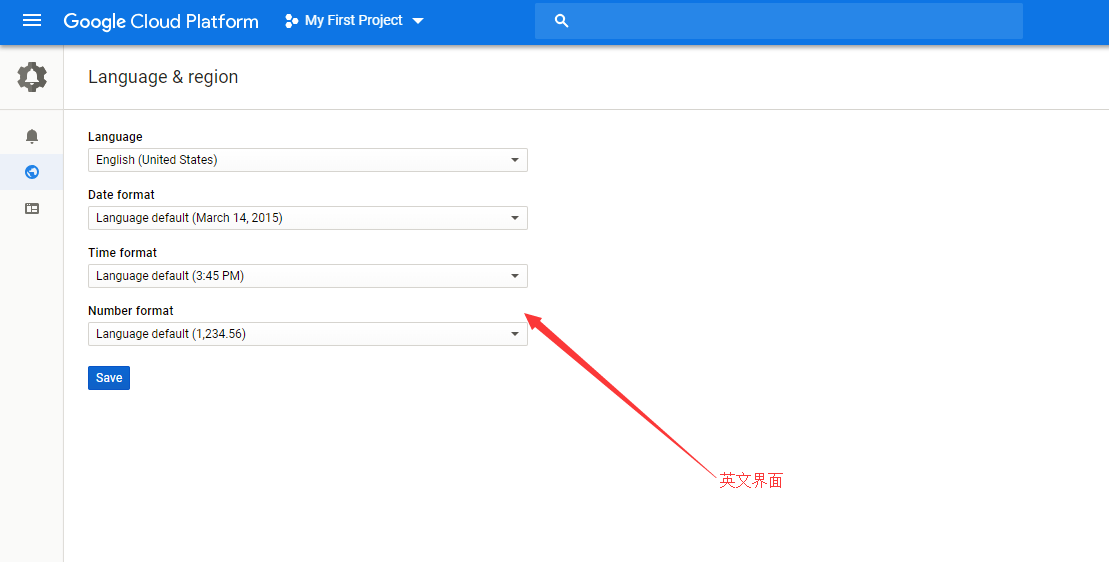 Google Cloud Platform My First Project
Language & region
Language
English (United States)
Date format
Language default (March 14, 2015)
Time format
Language default (3:45 PM)
Number format
Language default (1,234.56)
Save
英文界面